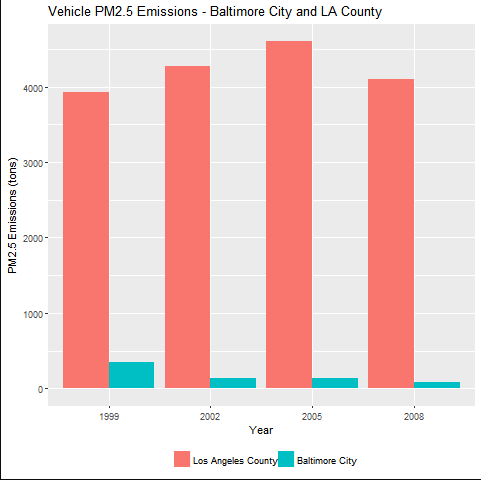 Vehicle PM2.5 Emissions - Baltimore City and LA County
PM2.5 Emissions (tons)
4000
3000
2000
1000
0
1999 2002 2005 2008
Year
Los Angeles County Baltimore City